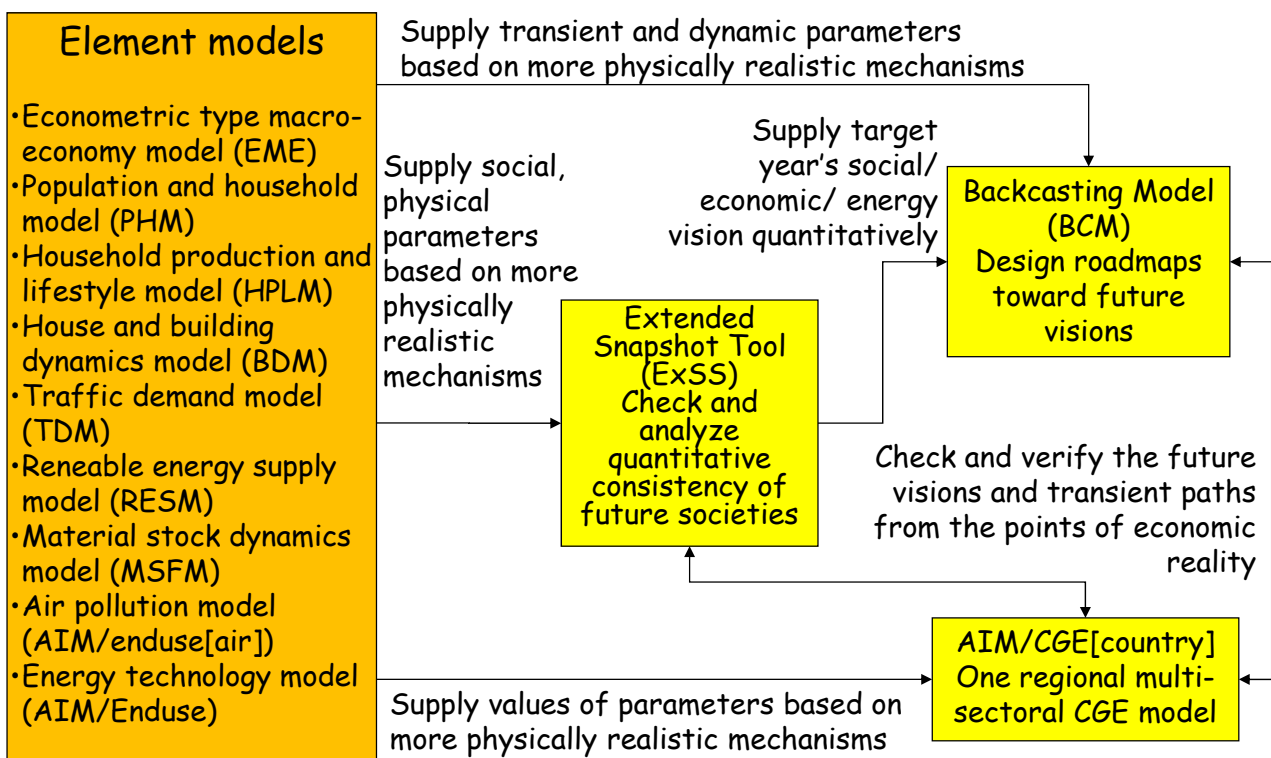 Element models
・Econometric type macro-
economy model (EME)
・Population and household
model (PHM)
・Household production and
lifestyle model (HPLM)
・House and building
dynamics model (BDM)
・Traffic demand model
(TDM)
・Reneable energy supply
model (RESM)
・Material stock dynamics
model (MSFM)
・Air pollution model
(AIM/enduse[air])
・Energy technology model
(AIM/Enduse)
Supply transient and dynamic parameters
based on more physically realistic mechanisms
Supply social,
physical
parameters
based on more
physically
realistic
mechanisms
Supply target
year's social/
economic/ energy
vision quantitatively
Backcasting Model
(BCM)
Design roadmaps
toward future
visions
Extended
Snapshot Tool
(ExSS)
Check and
analyze
quantitative
consistency of
future societies
Check and verify the future
visions and transient paths
from the points of economic
reality
AIM/CGE[country]
One regional multi-
sectoral CGE model
Supply values of parameters based on
more physically realistic mechanisms